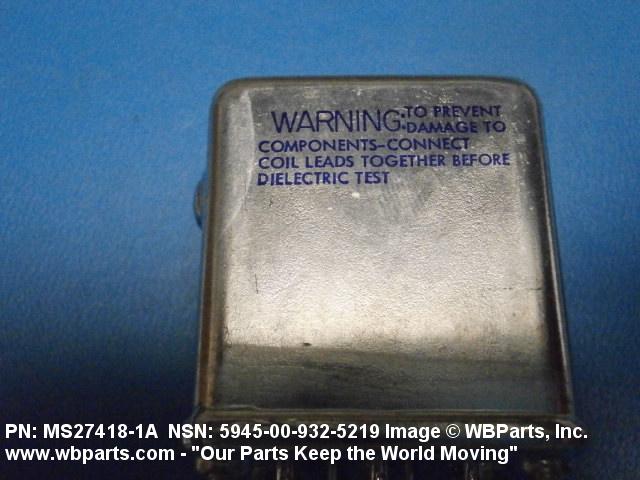 WARNING: TO PREVENT
DAMAGE TO
COMPONENTS-CONNECT
COIL LEADS TOGETHER BEFORE
DIELECTRIC TEST
PN: MS27418-1A NSN: 5945-00-932-5219 Image © WBParts, Inc.
www.wbparts.com - "Our Parts Keep the World Moving"